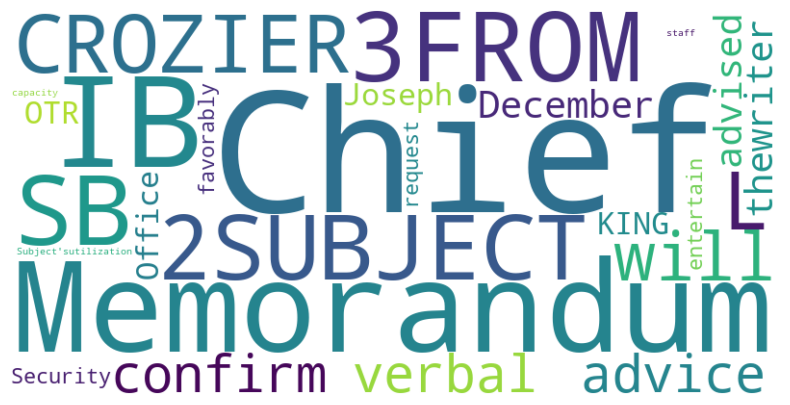 CROZIER 3FROM staff
capacity OTR IB favorably Chief Joseph December advised thewriter
SB Office request KING entertain L
Subject'sutilization 2SUBJECT will
Memorandum
Security confirm verbal advice